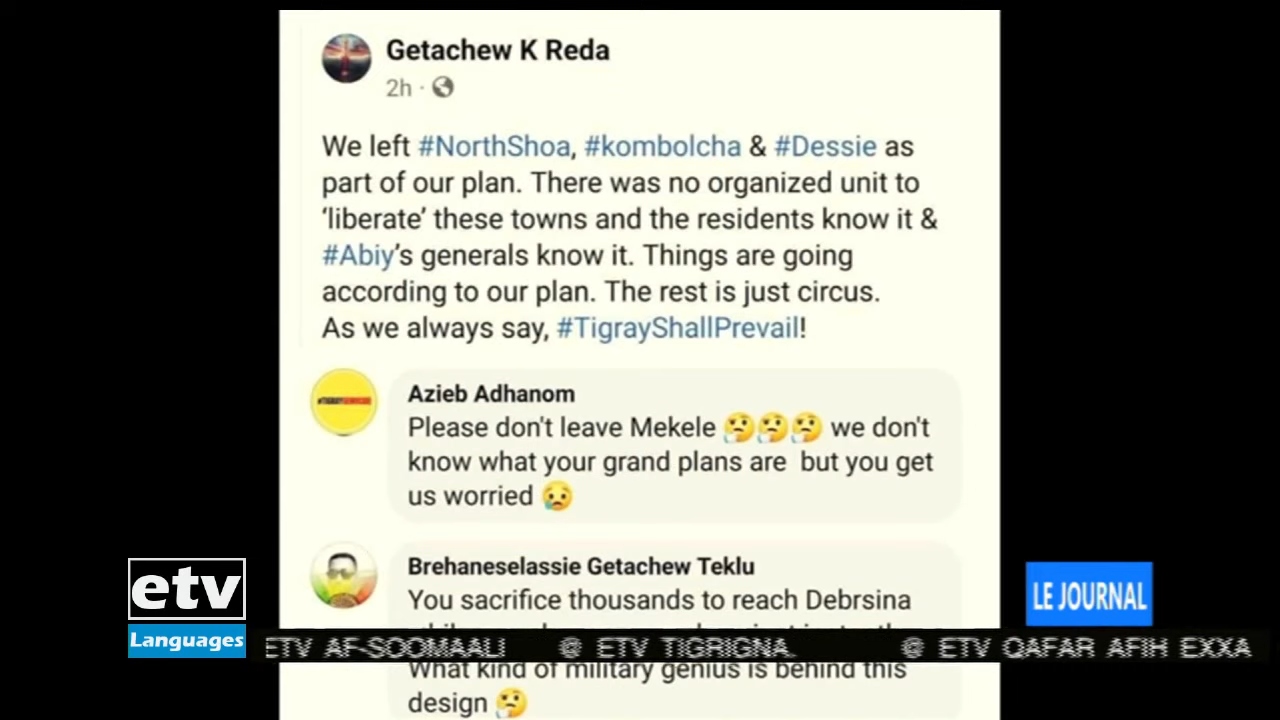 Getachew K Reda
2h ·
We left #NorthShoa, #kombolcha & #Dessie as
part of our plan. There was no organized unit to
‘liberate’ these towns and the residents know it &
#Abiy’s generals know it. Things are going
according to our plan. The rest is just circus.
As we always say, #TigrayShallPrevail!
Azieb Adhanom
Please don't leave Mekele 🤔🤔🤔 we don't
know what your grand plans are but you get
us worried 😥
Brehaneselassie Getachew Teklu
You sacrifice thousands to reach Debrsina
What kind of military genius is behind this
design 🤔
etv
Languages
LE JOURNAL
ETV AF-SOOMAALI @ ETV TIGRIGNA @ ETV QAFAR AFIH EXXA